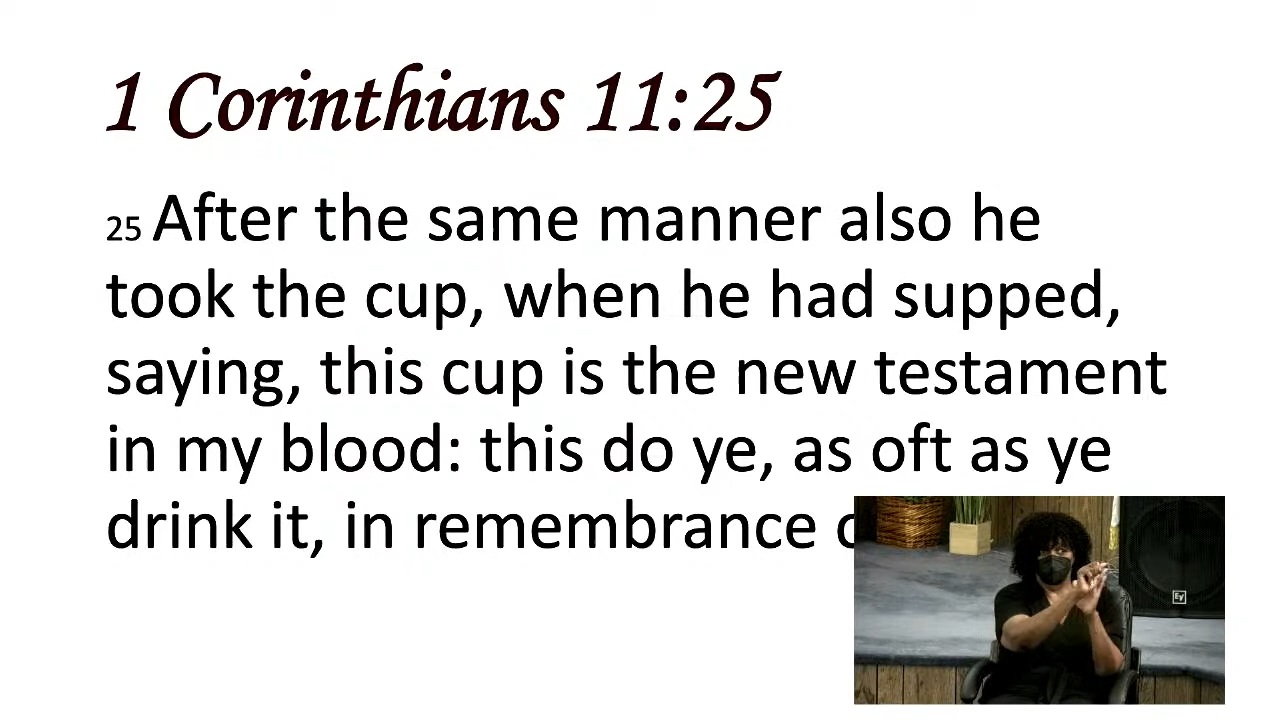 1 Corinthians 11:25
25 After the same manner also he
took the cup, when he had supped,
saying, this cup is the new testament
in my blood: this do ye, as oft as ye
drink it, in remembrance
EV